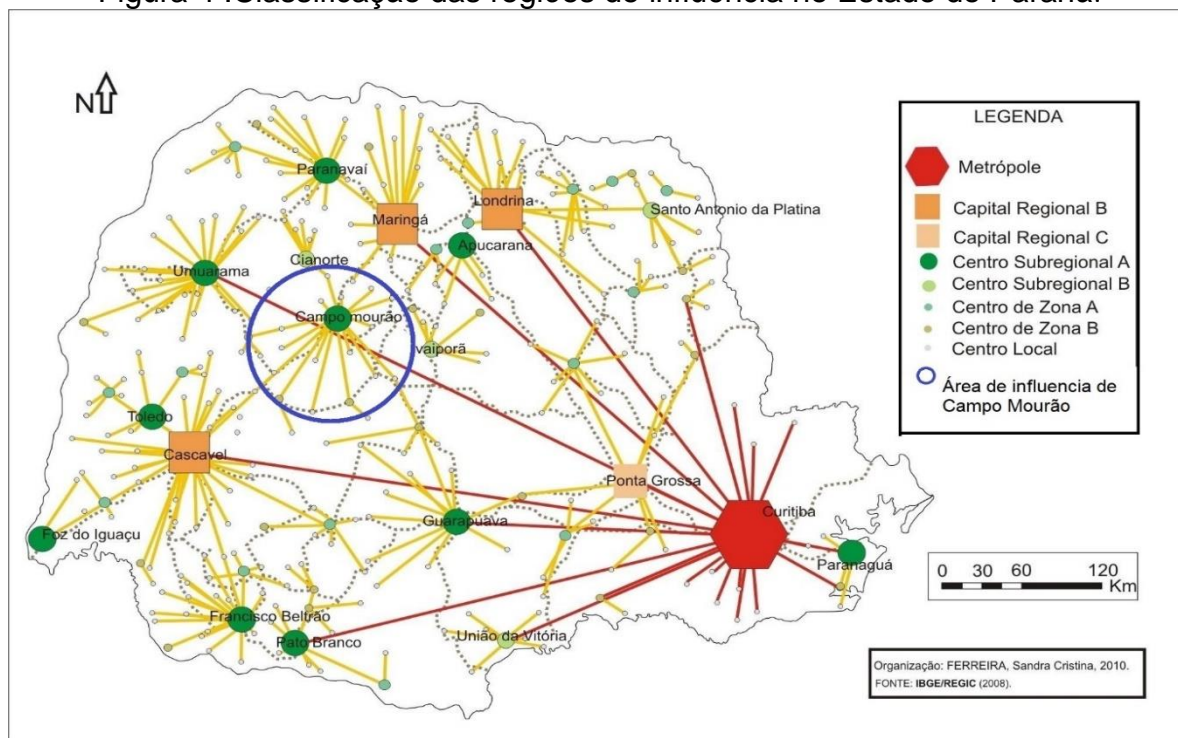 Figura 4 :Classificação das regiões de influência no Estado do Paraná.
N
Paranavaí
Maringá
Londrina
Santo Antonio da Platina
Apucarana
Cianorte
Umuarama
Campo mourão
vaiporã
Toledo
Cascavel
Ponta Grossa
Guarapuava
Curitiba
Foz do Iguaçu
Paranaguá
Francisco Beltrão
Pato Branco
União da Vitória
LEGENDA
Metrópole
Capital Regional B
Capital Regional C
Centro Subregional A
Centro Subregional B
Centro de Zona A
Centro de Zona B
Centro Local
Área de influencia de
Campo Mourão
0 30 60 120
Km
Organização: FERREIRA, Sandra Cristina, 2010.
FONTE: IBGE/REGIC (2008).